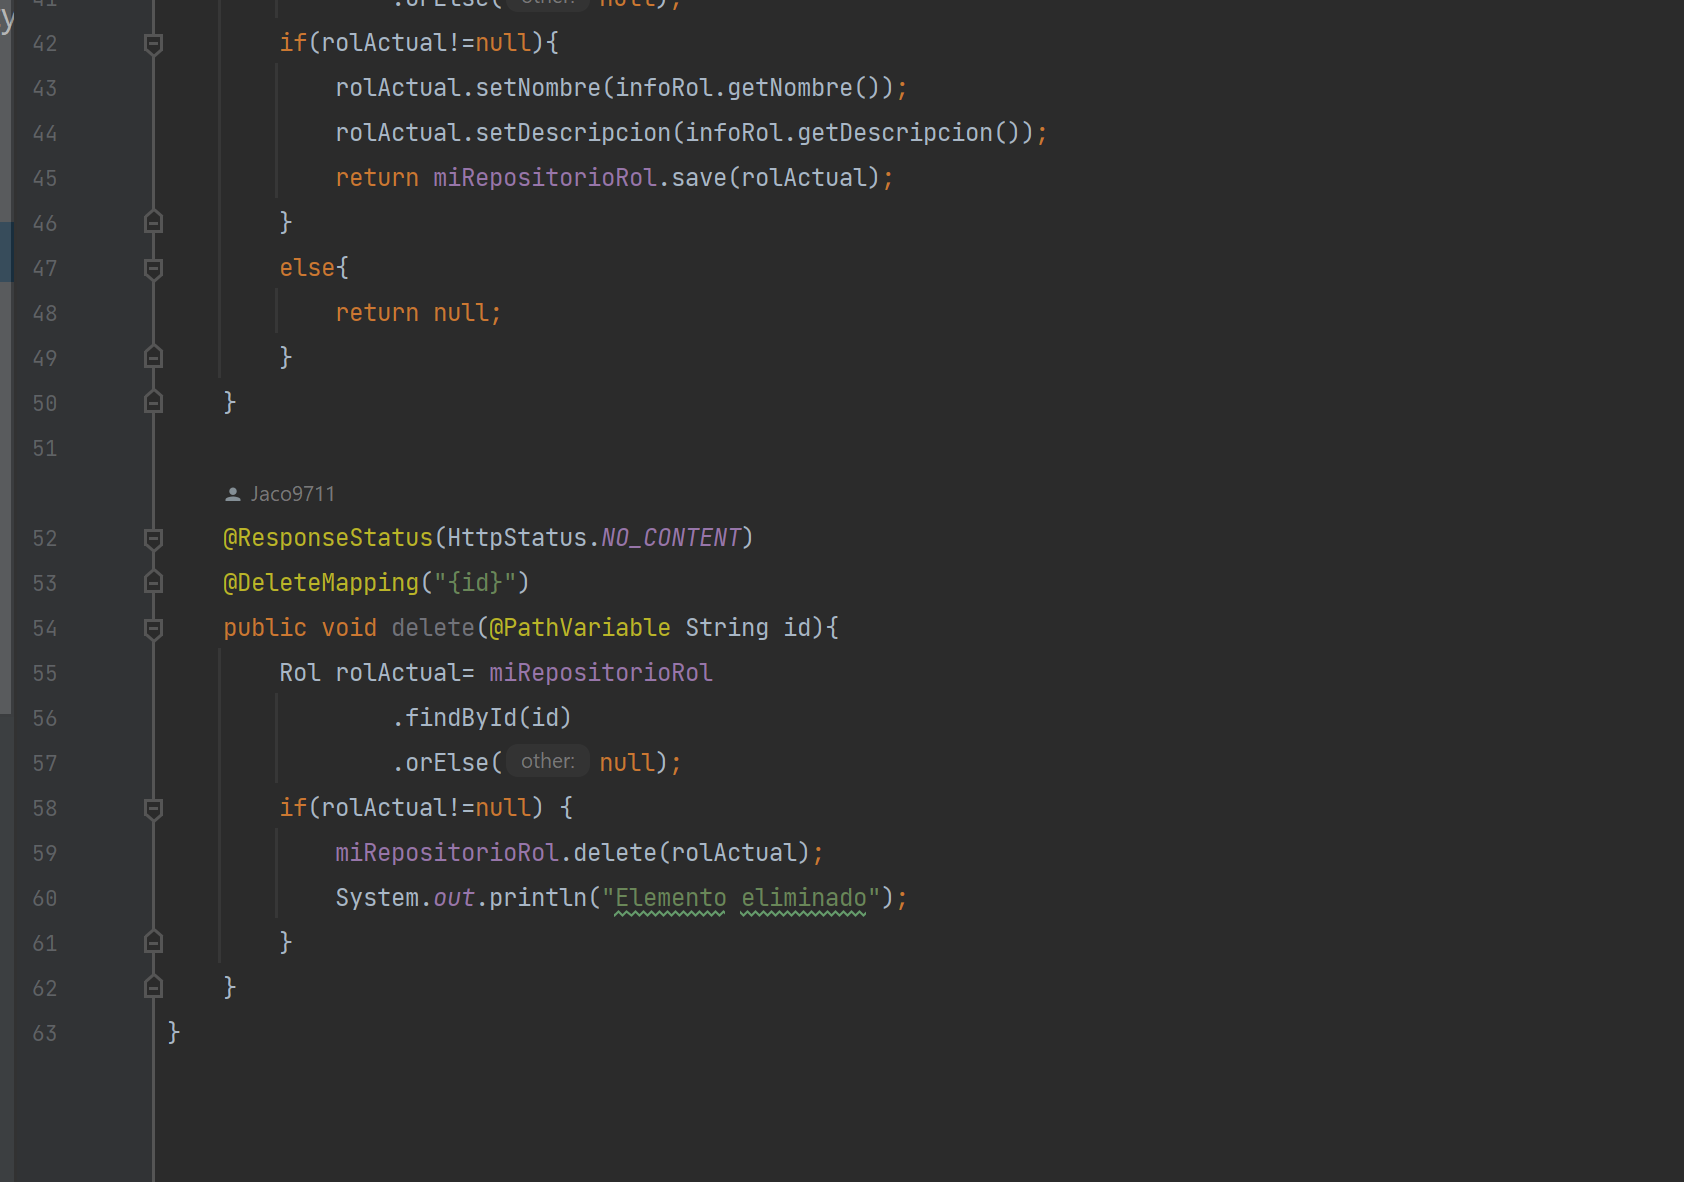 y
41 .orElse( other: null);
42 if(rolActual!=null){
43 rolActual.setNombre(infoRol.getNombre());
44 rolActual.setDescripcion(infoRol.getDescripcion());
45 return miRepositorioRol.save(rolActual);
46 }
47 else{
48 return null;
49 }
50 }
51
Jaco9711
52 @ResponseStatus(HttpStatus.NO_CONTENT)
53 @DeleteMapping("{id}")
54 public void delete(@PathVariable String id){
55 Rol rolActual= miRepositorioRol
56 .findById(id)
57 .orElse( other: null);
58 if(rolActual!=null) {
59 miRepositorioRol.delete(rolActual);
60 System.out.println("Elemento eliminado");
61 }
62 }
63 }